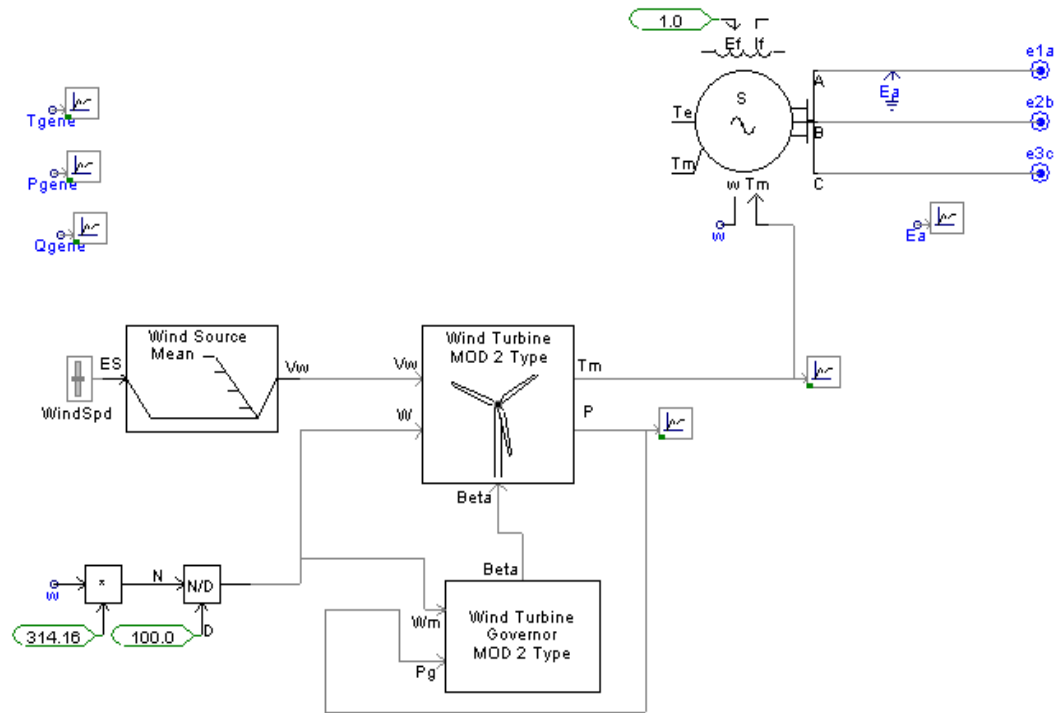 1.0
Ef If
e1a
A
Ea
S
Te
e2b
B
Tgene
e3c
Tm
C
Pgene
w Tm
w
Ea
Qgene
Wind Source
Mean
Wind Turbine
MOD 2 Type
ES
Vw
Vw
Tm
WindSpd
W
P
Beta
Beta
w
*
N
N/D
314.16
100.0
D
Wm
Wind Turbine
Governor
MOD 2 Type
Pg